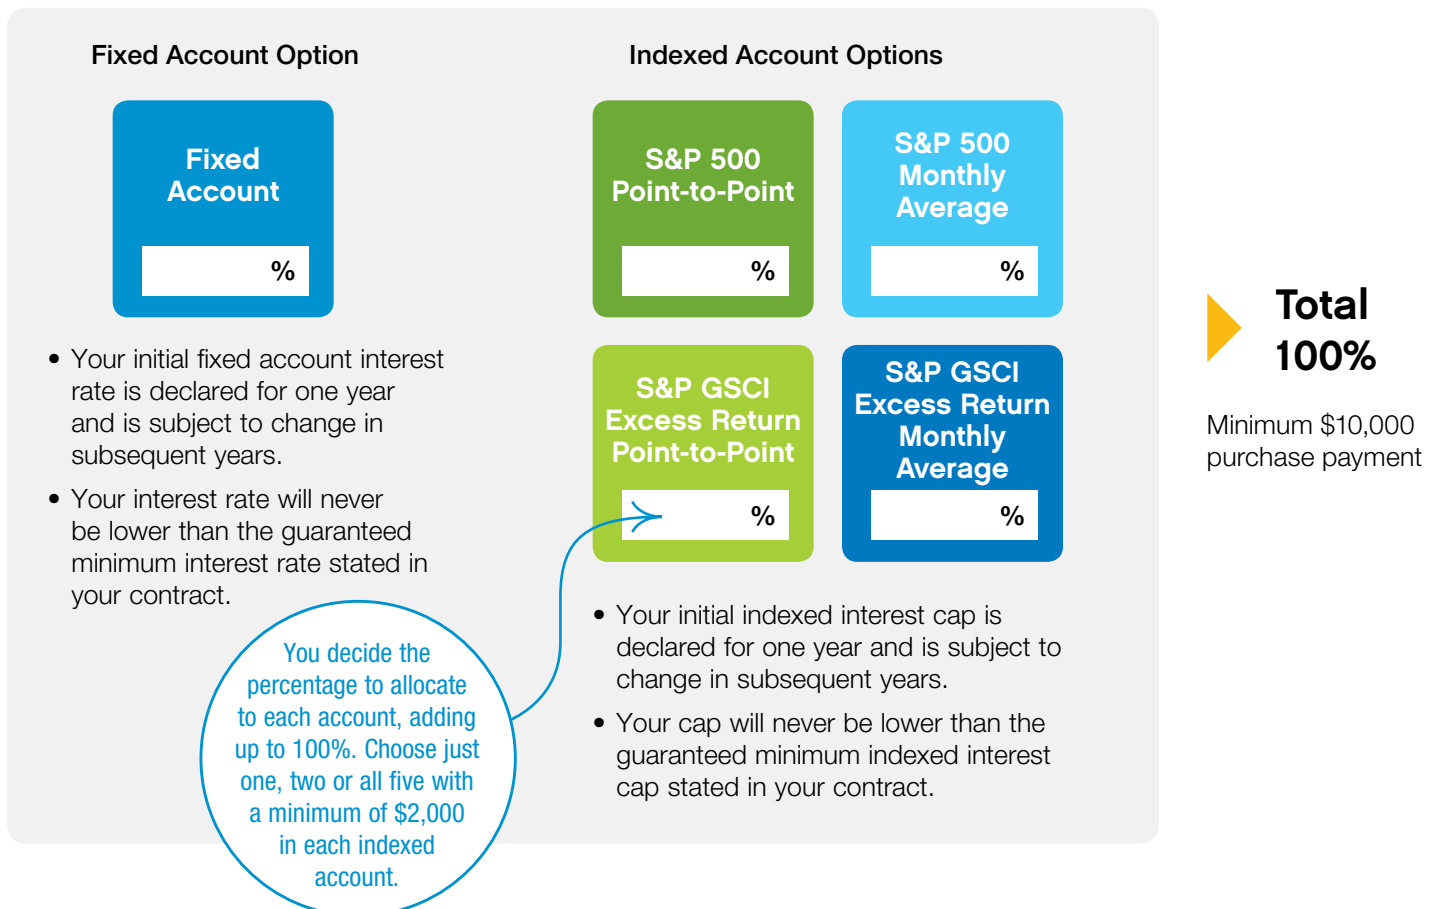 Fixed Account Option
Fixed
Account
%
• Your initial fixed account interest
rate is declared for one year
and is subject to change in
subsequent years.
• Your interest rate will never
be lower than the guaranteed
minimum interest rate stated in
your contract.
You decide the
percentage to allocate
to each account, adding
up to 100%. Choose just
one, two or all five with
a minimum of $2,000
in each indexed
account.
Indexed Account Options
S&P 500
Point-to-Point
%
S&P 500
Monthly
Average
%
S&P GSCI
Excess Return
Point-to-Point
%
S&P GSCI
Excess Return
Monthly
Average
%
• Your initial indexed interest cap is
declared for one year and is subject to
change in subsequent years.
• Your cap will never be lower than the
guaranteed minimum indexed interest
cap stated in your contract.
Total
100%
Minimum $10,000
purchase payment